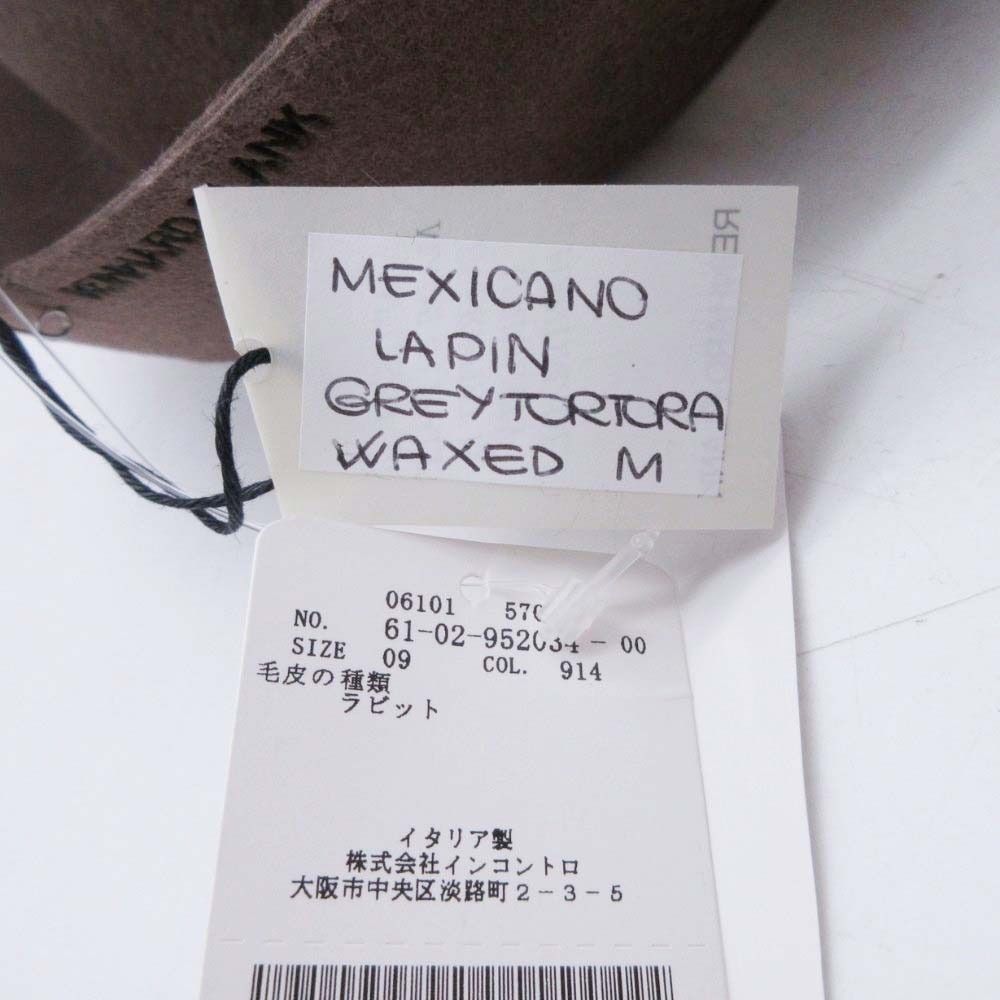 MEXICANO
LAPIN
GREY TORTORA
WAXED M
06101
NO. 61-02-952034-00
SIZE 09 COL. 914
毛皮の種類
ラビット
イタリア製
株式会社インコントロ
大阪市中央区淡路町2-3-5